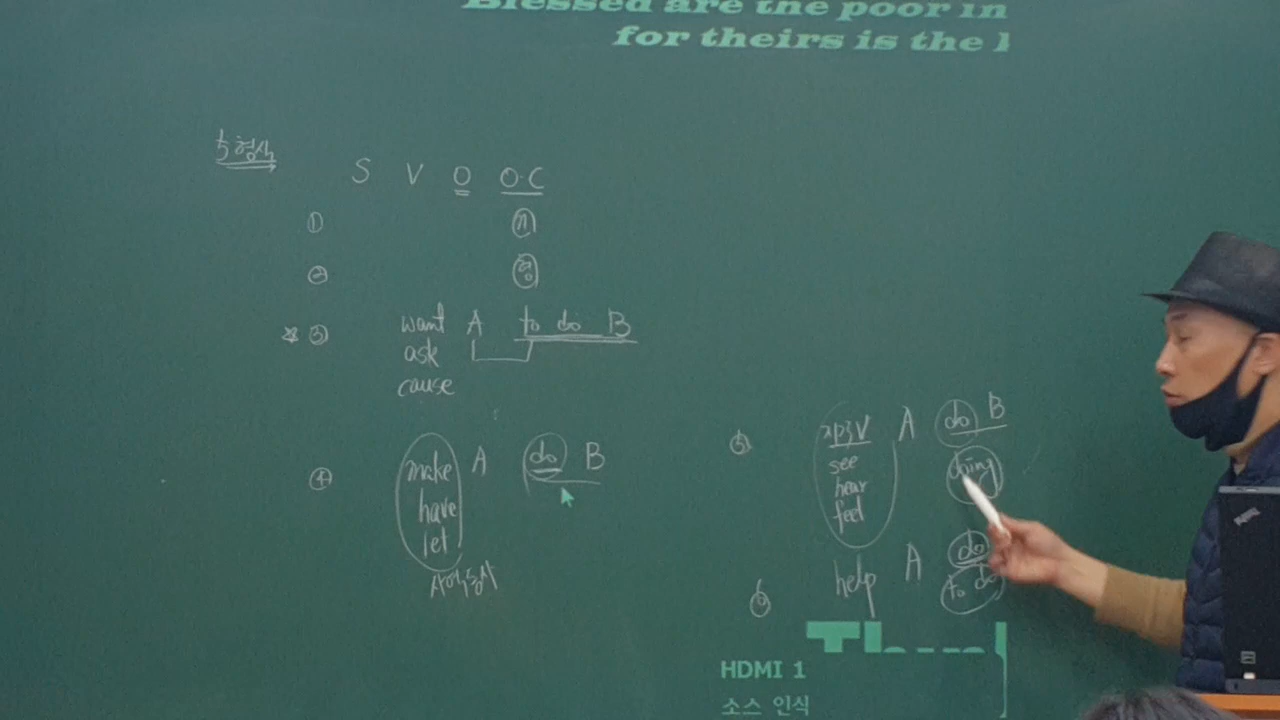 Blessed are the poor in
for theirs is the
5형식
S V O O.C
① ⓝ
② 형
* ③ want A to do B
ask
cause
④ make A do B
have
let
사역동사
⑤ 지각V A do B
see doing
hear
feel
⑥ help A do
to do
HDMI 1
소스 인식